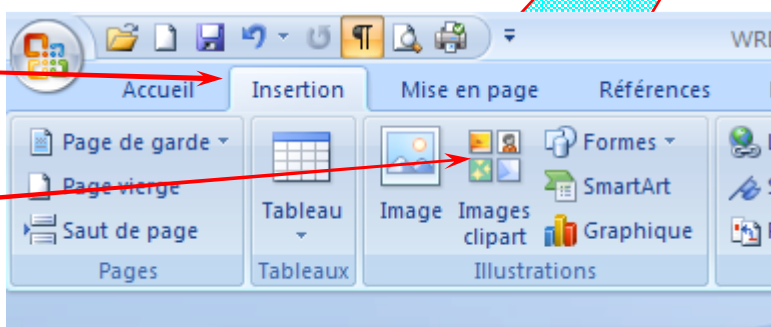 WRI
Accueil Insertion Mise en page Références
Page de garde
Page vierge
Saut de page
Tableau
Image
Images clipart
Formes
SmartArt
Graphique
Pages Tableaux Illustrations